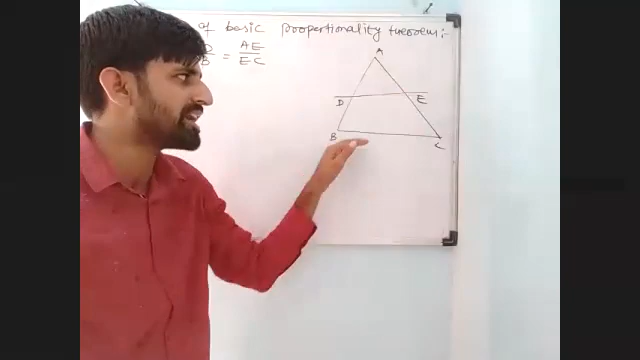 of basic proportionality theorem:-
D/B = AE/EC
A
D E
B C